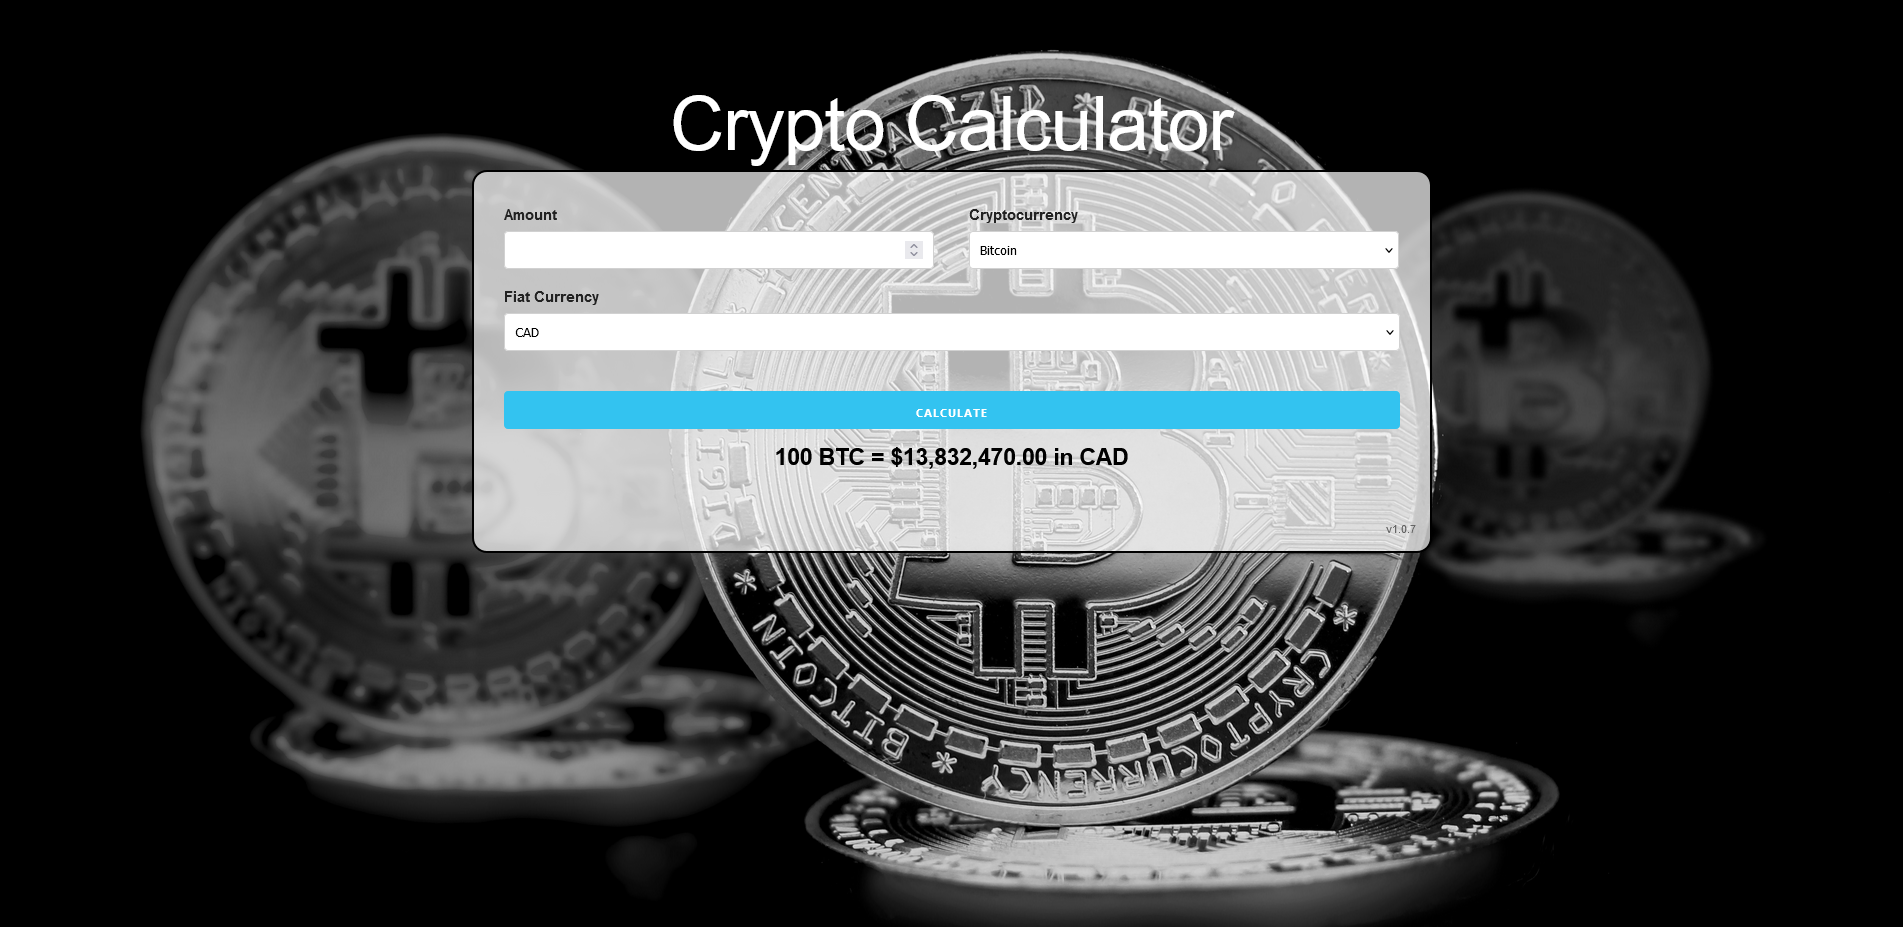 Crypto Calculator
Amount
Cryptocurrency
Bitcoin
Fiat Currency
CAD
CALCULATE
100 BTC = $13,832,470.00 in CAD
v1.0.7
BITCOIN * CRYPTOCURRENCY *